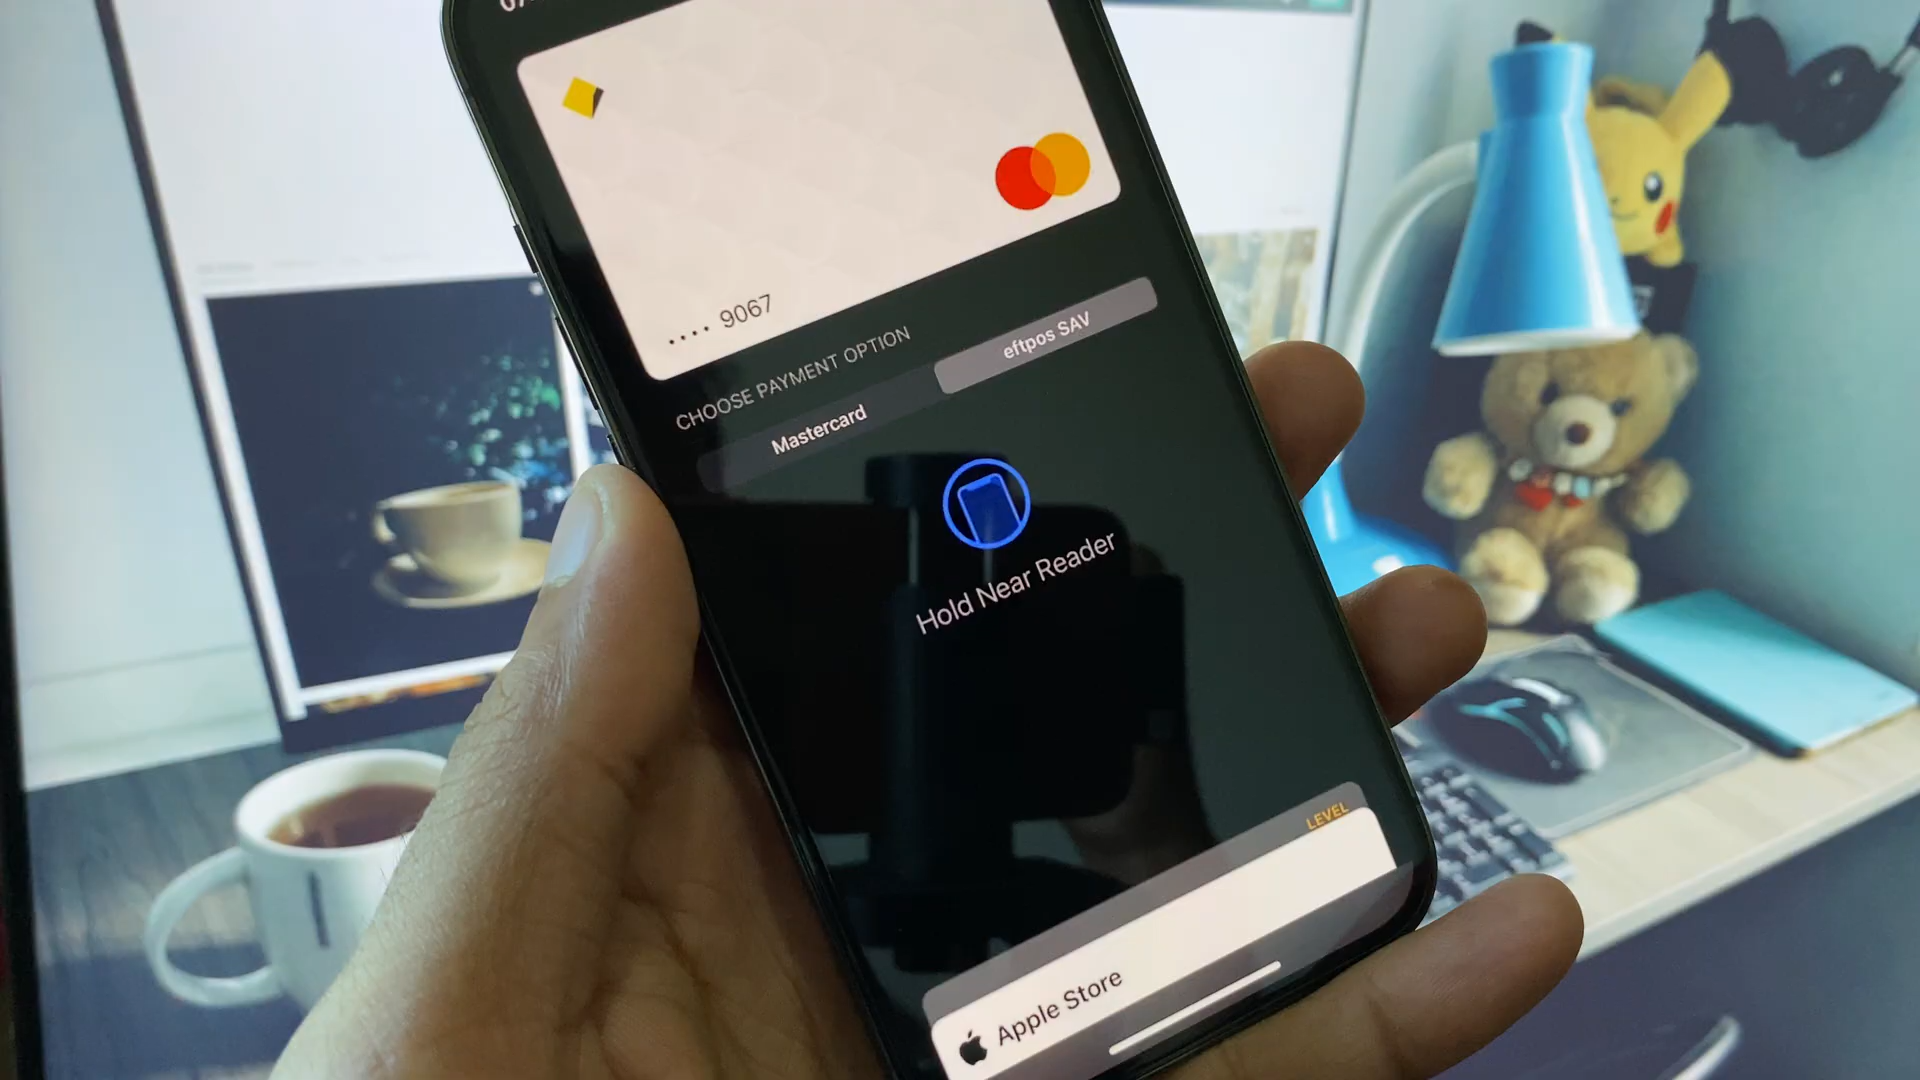 •••• 9067
CHOOSE PAYMENT OPTION
Mastercard
eftpos SAV
Hold Near Reader
LEVEL
Apple Store